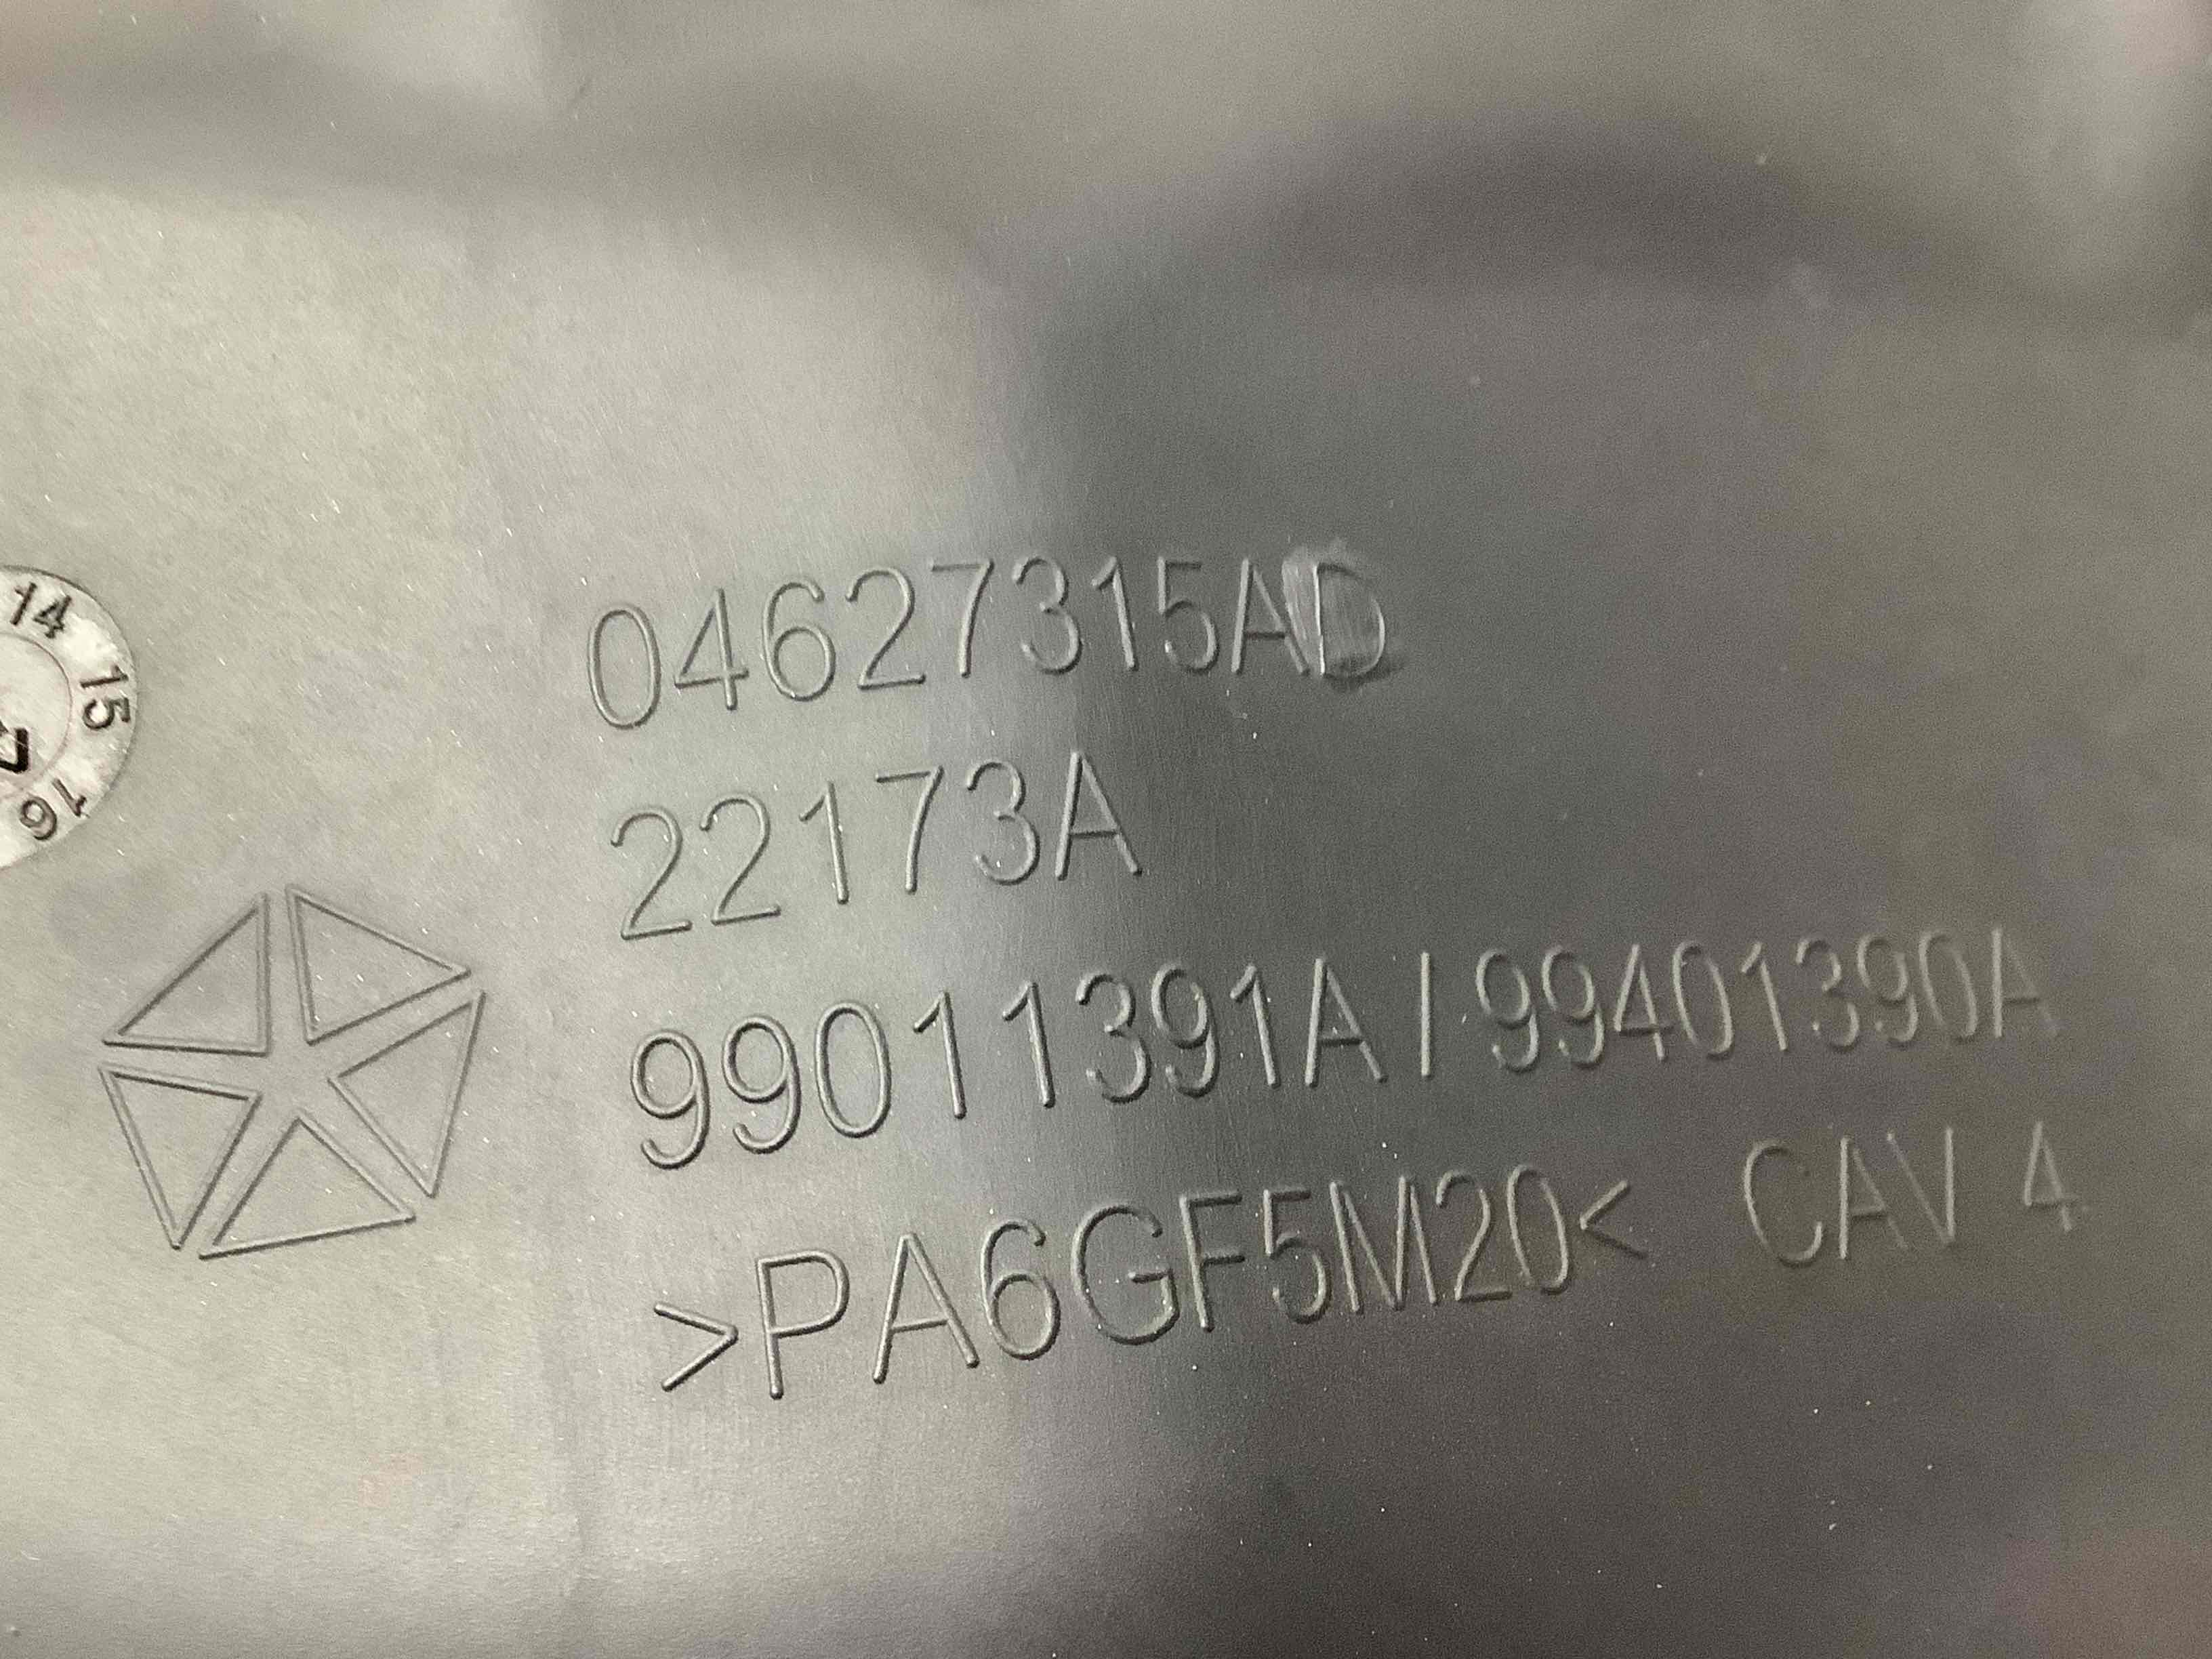 14
15
16
04627315AD
22173A
99011391A / 99401390A
>PA6GF5M20< CAV 4